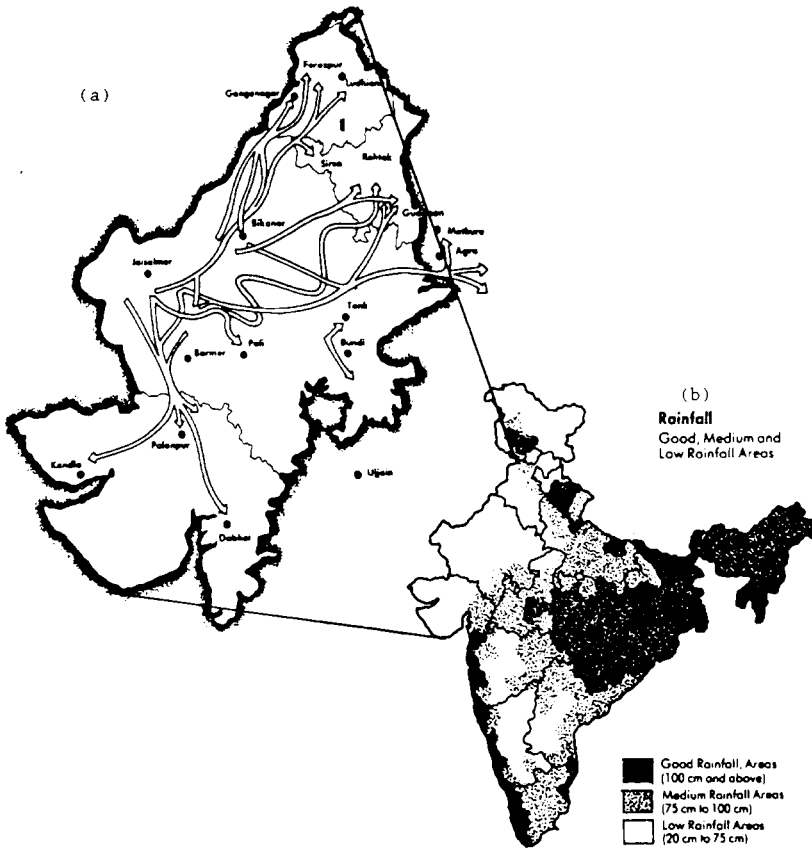 (a)
Ferozpur
Ludhiana
Ganganagar
Sirsa
Rohtak
Gurgaon
Bikaner
Mathura
Agra
Jaisalmer
Tonk
Barmer
Pali
Bundi
Palanpur
Kandla
Ujjain
Dabhoi
(b)
Rainfall
Good, Medium and
Low Rainfall Areas
Good Rainfall, Areas
(100 cm and above)
Medium Rainfall Areas
(75 cm to 100 cm)
Low Rainfall Areas
(20 cm to 75 cm)